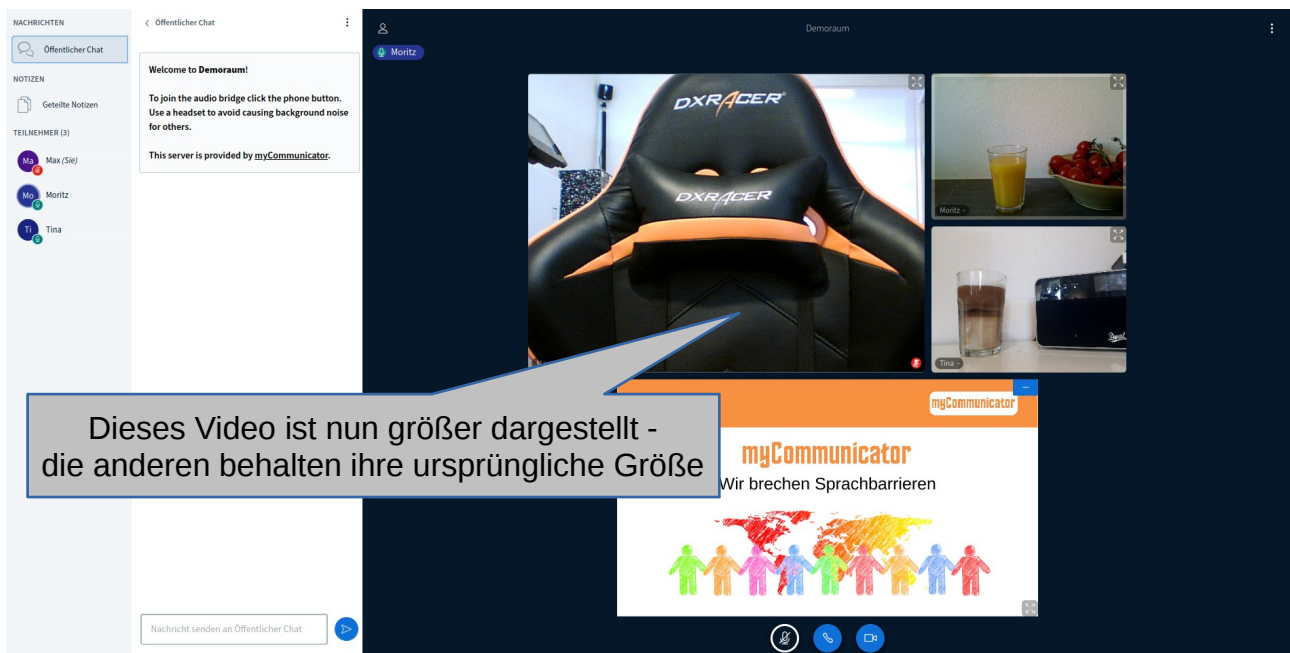 NACHRICHTEN
Öffentlicher Chat
NOTIZEN
Geteilte Notizen
TEILNEHMER (3)
Ma
Max (Sie)
Mo
Moritz
Ti
Tina
Öffentlicher Chat
Welcome to Demoraum!
To join the audio bridge click the phone button.
Use a headset to avoid causing background noise
for others.
This server is provided by myCommunicator.
Nachricht senden an Öffentlicher Chat
Demoraum
Moritz
DXRACER
DXRACER
Moritz
Tina
Dieses Video ist nun größer dargestellt -
die anderen behalten ihre ursprüngliche Größe
myCommunicator
myCommunicator
Wir brechen Sprachbarrieren